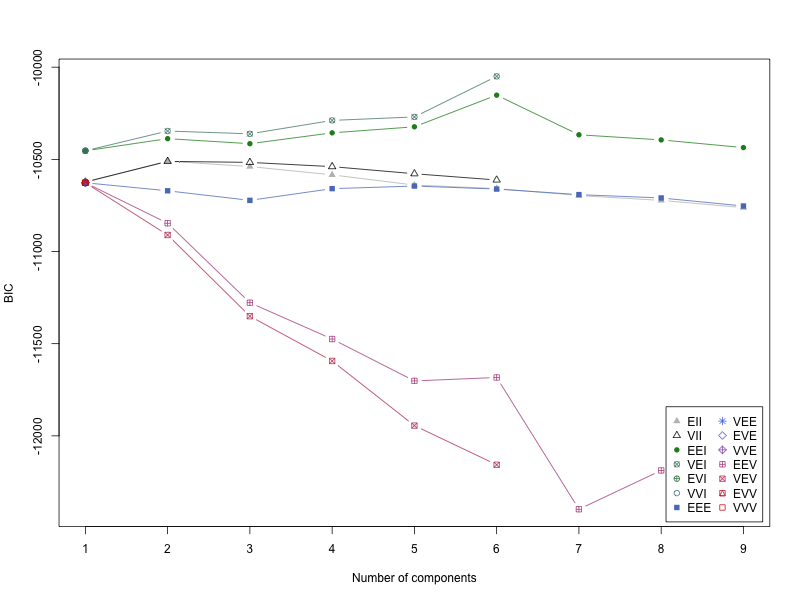 -10000
-10500
-11000
-11500
-12000
BIC
EII VEE
VII EVE
EEI VVE
VEI EEV
EVI VEV
VVI EVV
EEE VVV
1 2 3 4 5 6 7 8 9
Number of components